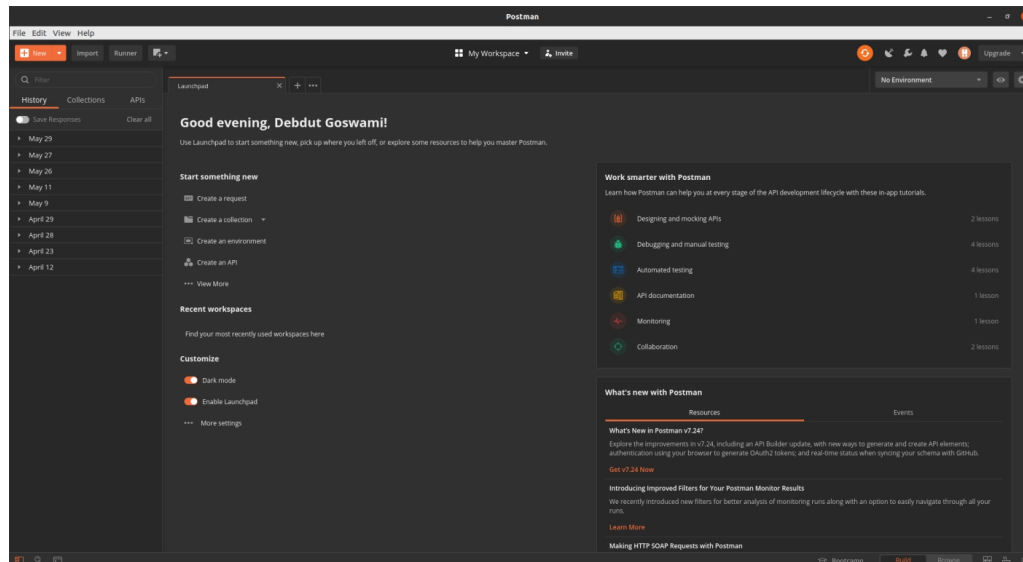 Postman
File Edit View Help
New Import Runner My Workspace Invite Upgrade
Filter
Launchpad ••• No Environment
History Collections APIs
Save Responses Clear all
May 29
May 27
May 26
May 11
May 9
April 29
April 28
April 23
April 12
Good evening, Debdut Goswami!
Use Launchpad to start something new, pick up where you left off, or explore some resources to help you master Postman.
Start something new
Create a request
Create a collection
Create an environment
Create an API
••• View More
Recent workspaces
Find your most recently used workspaces here
Customize
Dark mode
Enable Launchpad
••• More settings
Work smarter with Postman
Learn how Postman can help you at every stage of the API development lifecycle with these in-app tutorials.
Designing and mocking APIs 2 lessons
Debugging and manual testing 4 lessons
Automated testing 4 lessons
API documentation 1 lesson
Monitoring 1 lesson
Collaboration 2 lessons
What's new with Postman
Resources Events
What's New in Postman v7.24?
Explore the improvements in v7.24, including an API Builder update, with new ways to generate and create API elements;
authentication using your browser to generate OAuth2 tokens; and real-time status when syncing your schema with GitHub.
Get v7.24 Now
Introducing Improved Filters for Your Postman Monitor Results
We recently introduced new filters for better analysis of monitoring runs along with an option to easily navigate through all your
runs.
Learn More
Making HTTP SOAP Requests with Postman
Bootcamp Build Browse